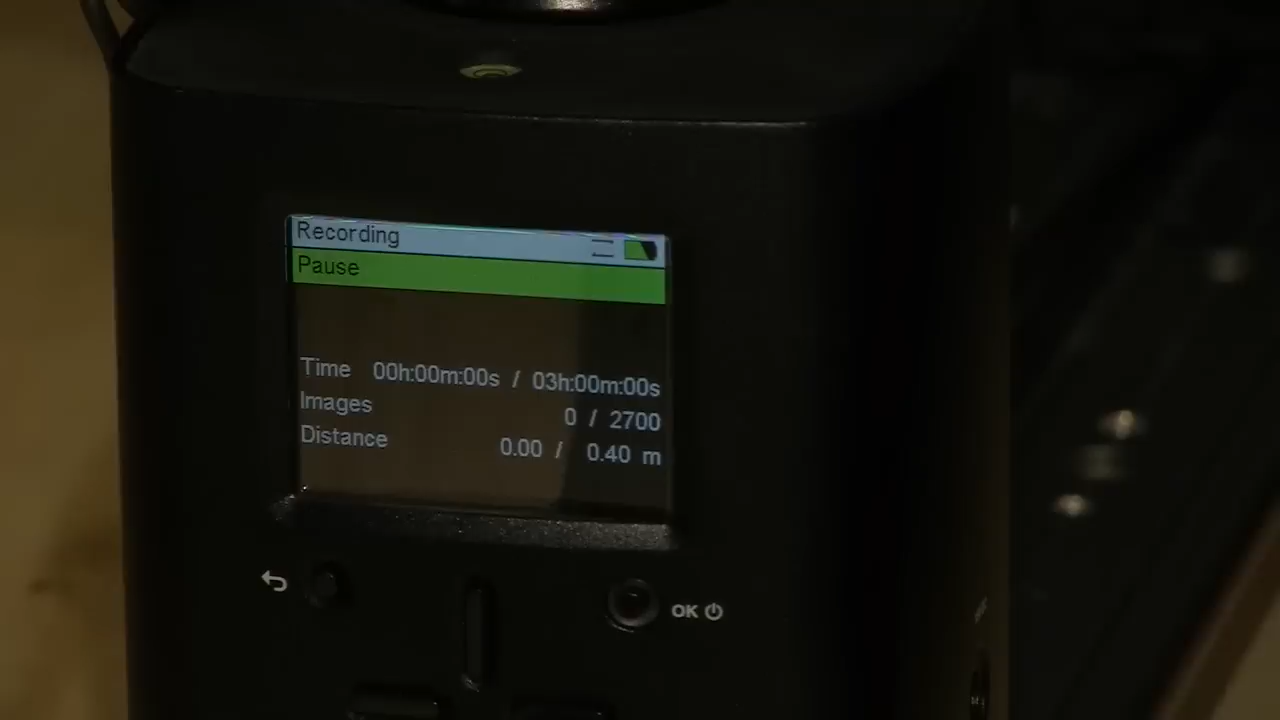 Recording
Pause
Time 00h:00m:00s / 03h:00m:00s
Images 0 / 2700
Distance 0.00 / 0.40 m
OK